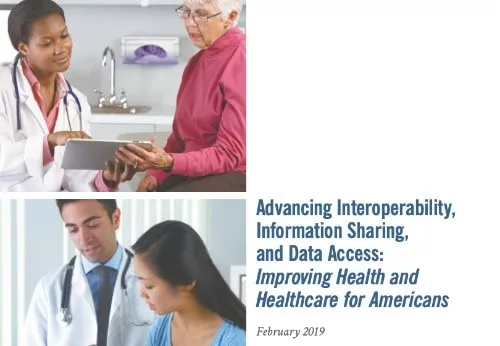 Advancing Interoperability,
Information Sharing,
and Data Access:
Improving Health and
Healthcare for Americans
February 2019